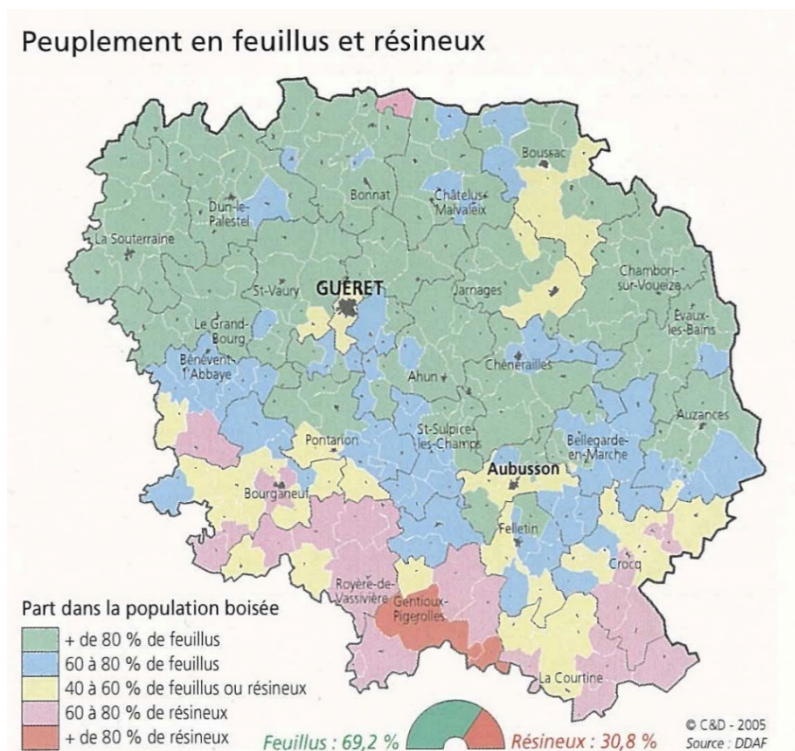 Peuplement en feuillus et résineux
Boussac
Bonnat
Châtelus-
Malvaleix
Dun-le-
Palestel
La Souterraine
Chambon-
sur-Voueize
St-Vaury
GUÉRET
Jarnages
Évaux-
les-Bains
Le Grand-
Bourg
Bénévent-
l'Abbaye
Chénérailles
Ahun
Auzances
St-Sulpice-
les-Champs
Pontarion
Bellegarde-
en-Marche
Aubusson
Bourganeuf
Felletin
Crocq
Royère-de-
Vassivière
Gentioux-
Pigerolles
La Courtine
Part dans la population boisée
+ de 80 % de feuillus
60 à 80 % de feuillus
40 à 60 % de feuillus ou résineux
60 à 80 % de résineux
+ de 80 % de résineux
Feuillus : 69,2 %
Résineux : 30,8 %
© C&D - 2005
Source : DDAF